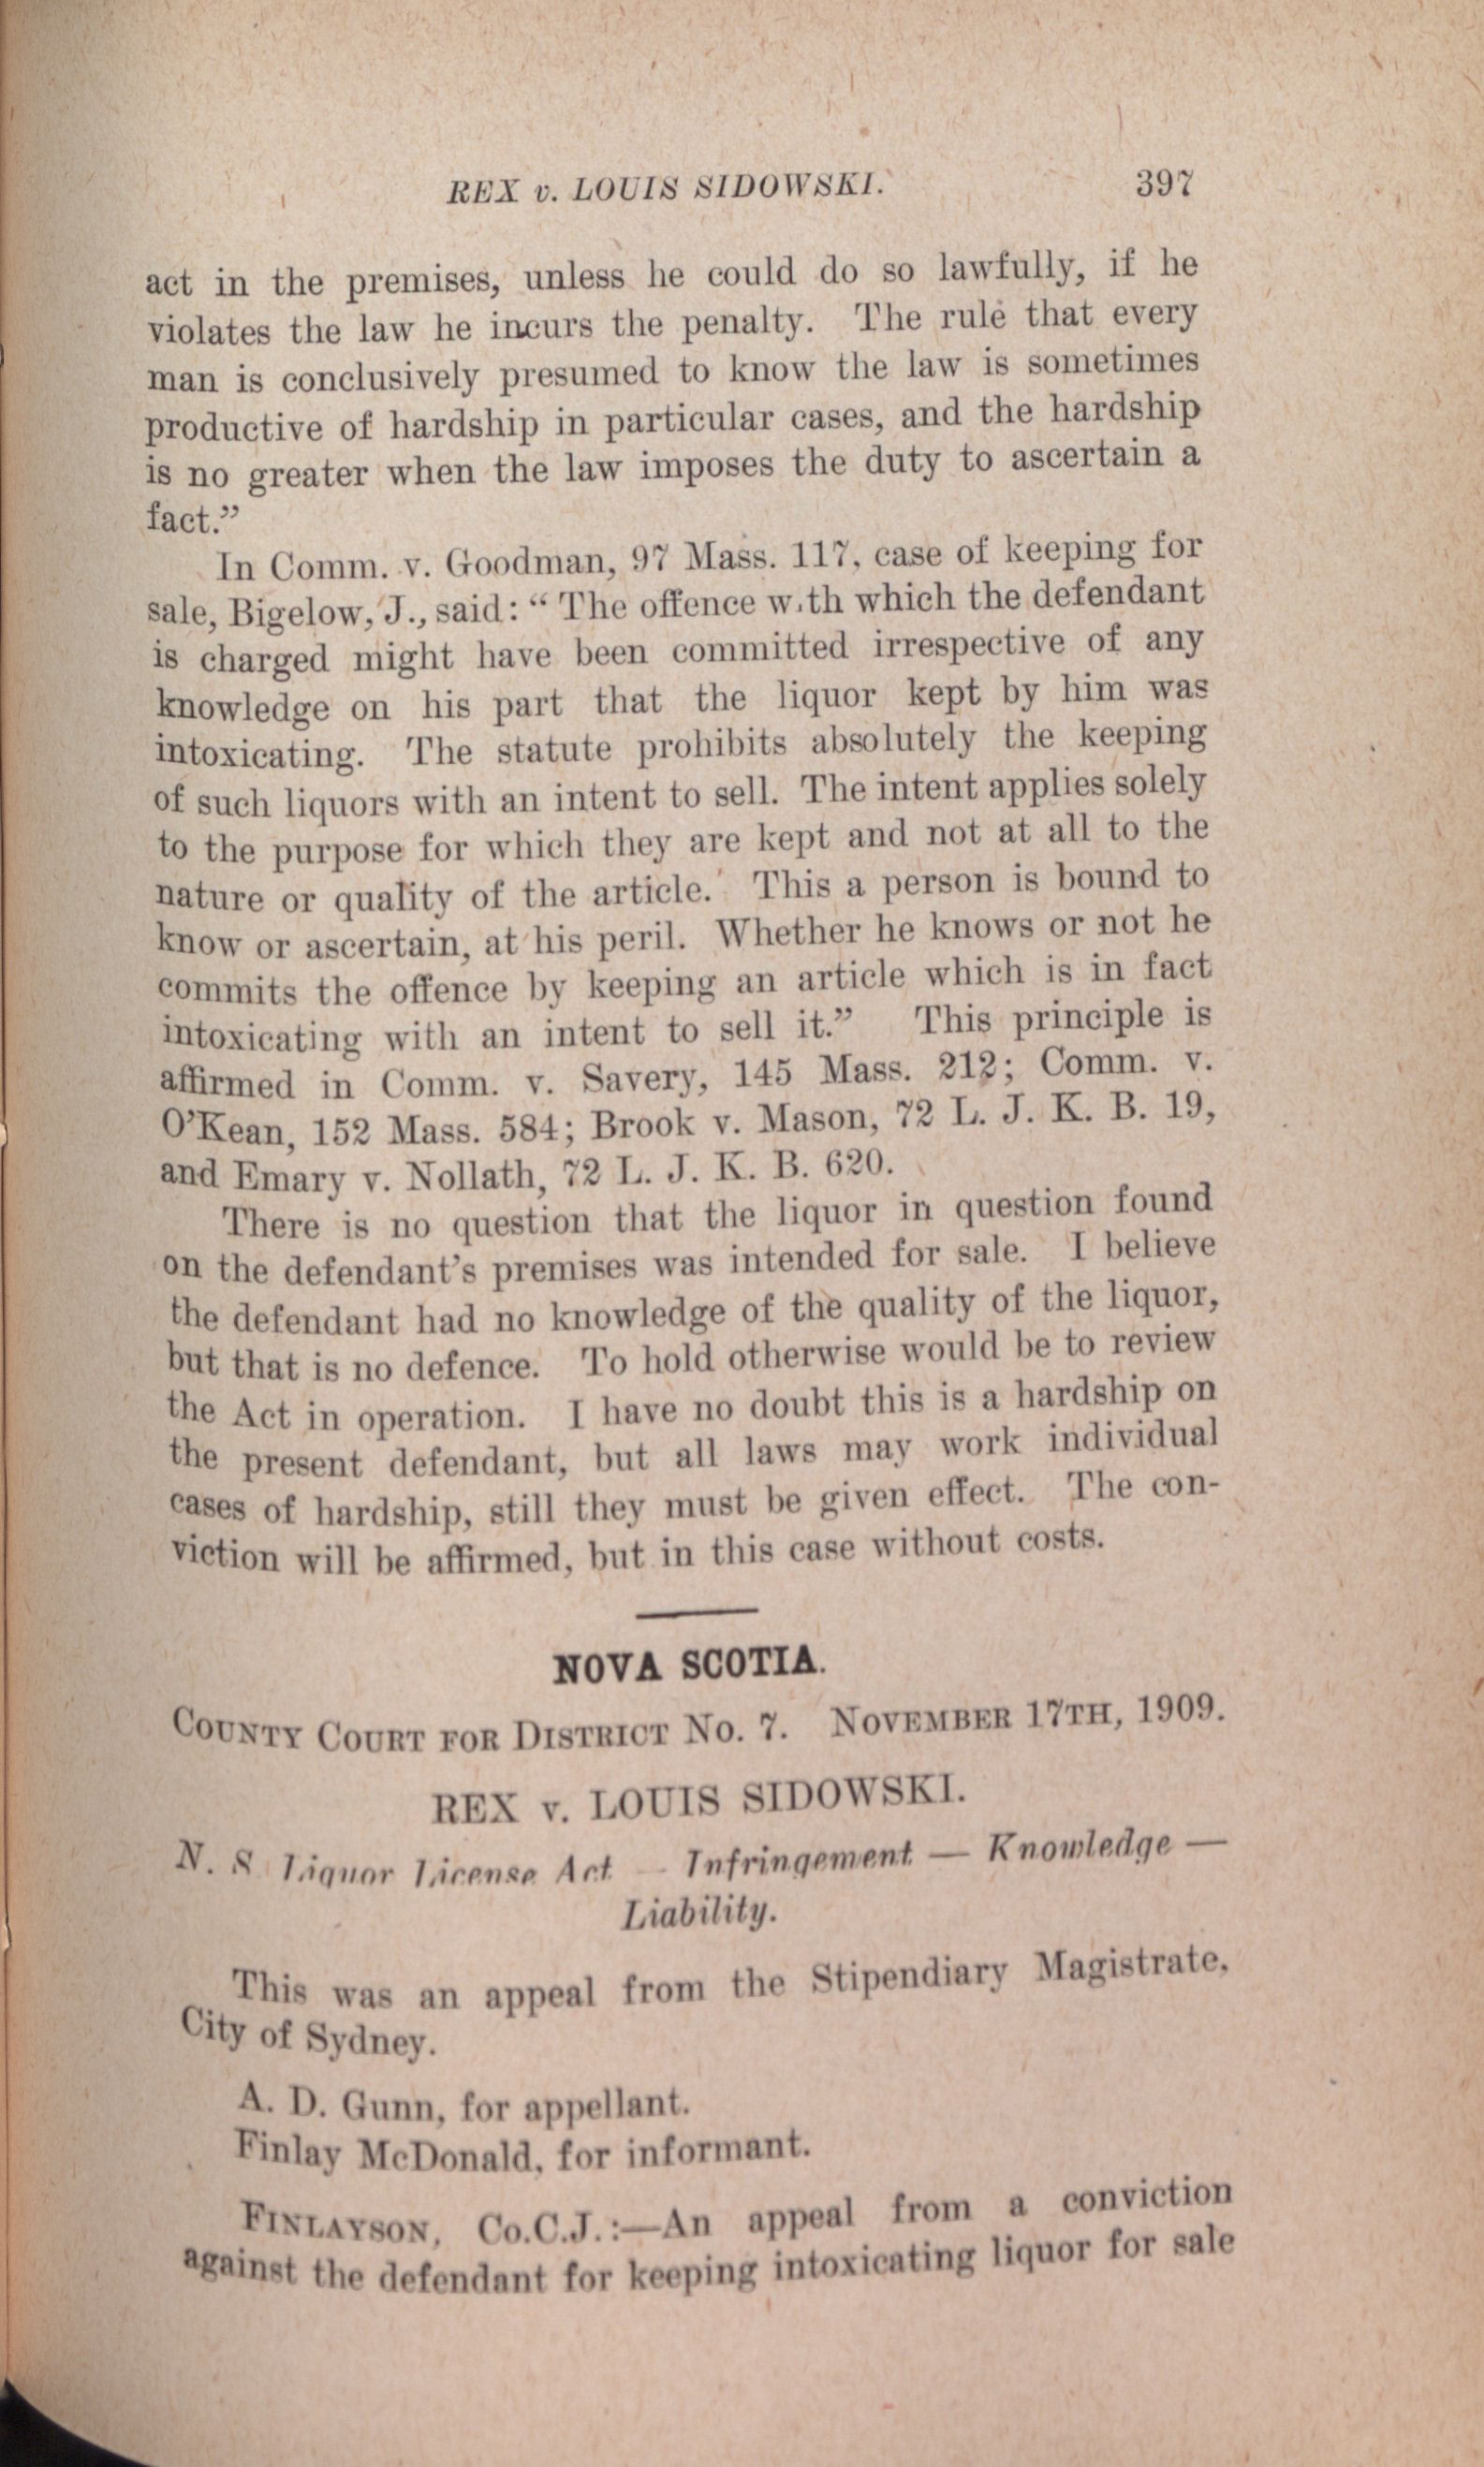 REX v. LOUIS SIDOWSKI. 397
act in the premises, unless he could do so lawfully, if he
violates the law he incurs the penalty. The rule that every
man is conclusively presumed to know the law is sometimes
productive of hardship in particular cases, and the hardship
is no greater when the law imposes the duty to ascertain a
fact.”
In Comm. v. Goodman, 97 Mass. 117, case of keeping for
sale, Bigelow, J., said: “ The offence w.th which the defendant
is charged might have been committed irrespective of any
knowledge on his part that the liquor kept by him was
intoxicating. The statute prohibits absolutely the keeping
of such liquors with an intent to sell. The intent applies solely
to the purpose for which they are kept and not at all to the
nature or quality of the article. This a person is bound to
know or ascertain, at his peril. Whether he knows or not he
commits the offence by keeping an article which is in fact
intoxicating with an intent to sell it.” This principle is
affirmed in Comm. v. Savery, 145 Mass. 212; Comm. v.
O’Kean, 152 Mass. 584; Brook v. Mason, 72 L. J. K. B. 19,
and Emary v. Nollath, 72 L. J. K. B. 620.
There is no question that the liquor in question found
on the defendant’s premises was intended for sale. I believe
the defendant had no knowledge of the quality of the liquor,
but that is no defence. To hold otherwise would be to review
the Act in operation. I have no doubt this is a hardship on
the present defendant, but all laws may work individual
cases of hardship, still they must be given effect. The con-
viction will be affirmed, but in this case without costs.
NOVA SCOTIA.
COUNTY COURT FOR DISTRICT NO. 7. NOVEMBER 17TH, 1909.
REX v. LOUIS SIDOWSKI.
N. S. Liquor License Act — Infringement — Knowledge —
Liability.
This was an appeal from the Stipendiary Magistrate,
City of Sydney.
A. D. Gunn, for appellant.
Finlay McDonald, for informant.
FINLAYSON, Co.C.J.:—An appeal from a conviction
against the defendant for keeping intoxicating liquor for sale